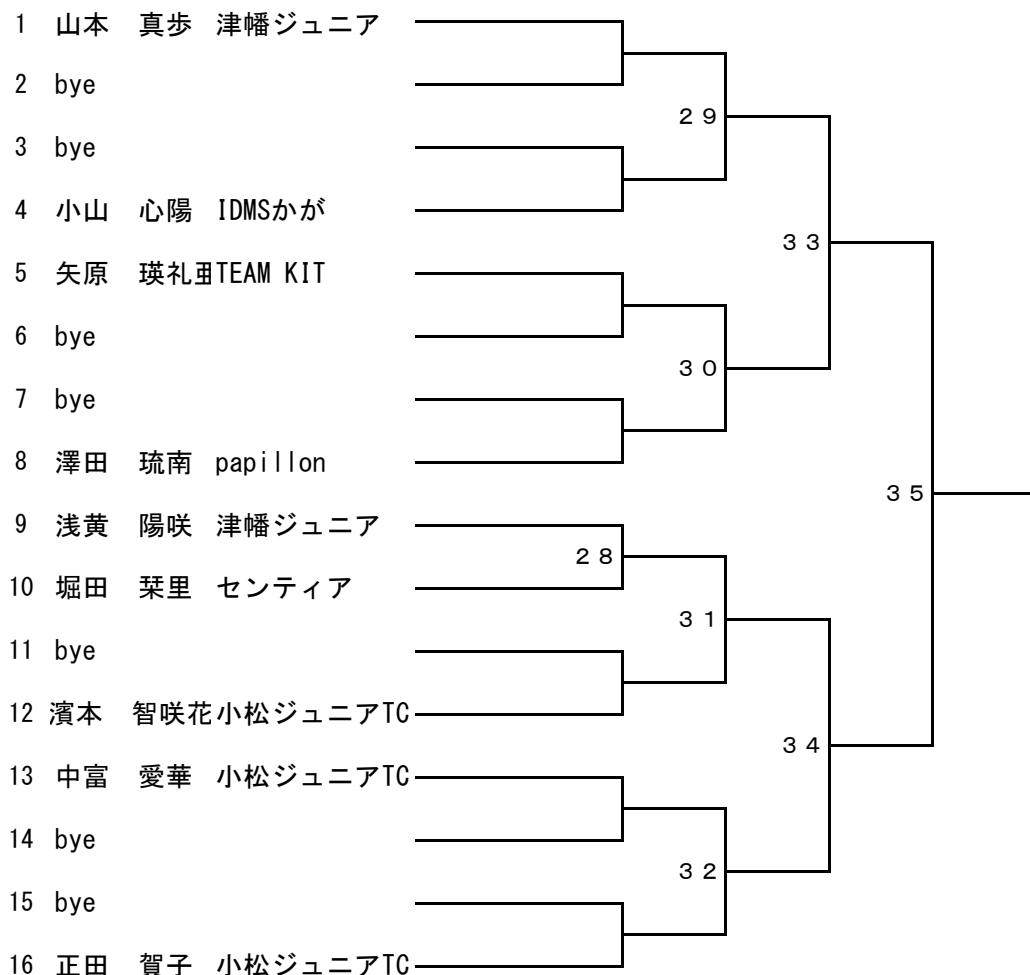 1 山本 真歩 津幡ジュニア
2 bye
29
3 bye
4 小山 心陽 IDMSかが
33
5 矢原 瑛礼 TEAM KIT
6 bye
30
7 bye
8 澤田 琉南 papillon
35
9 浅黄 陽咲 津幡ジュニア
28
10 堀田 栞里 センティア
31
11 bye
12 濱本 智咲花 小松ジュニアTC
34
13 中富 愛華 小松ジュニアTC
14 bye
32
15 bye
16 正田 賀子 小松ジュニアTC